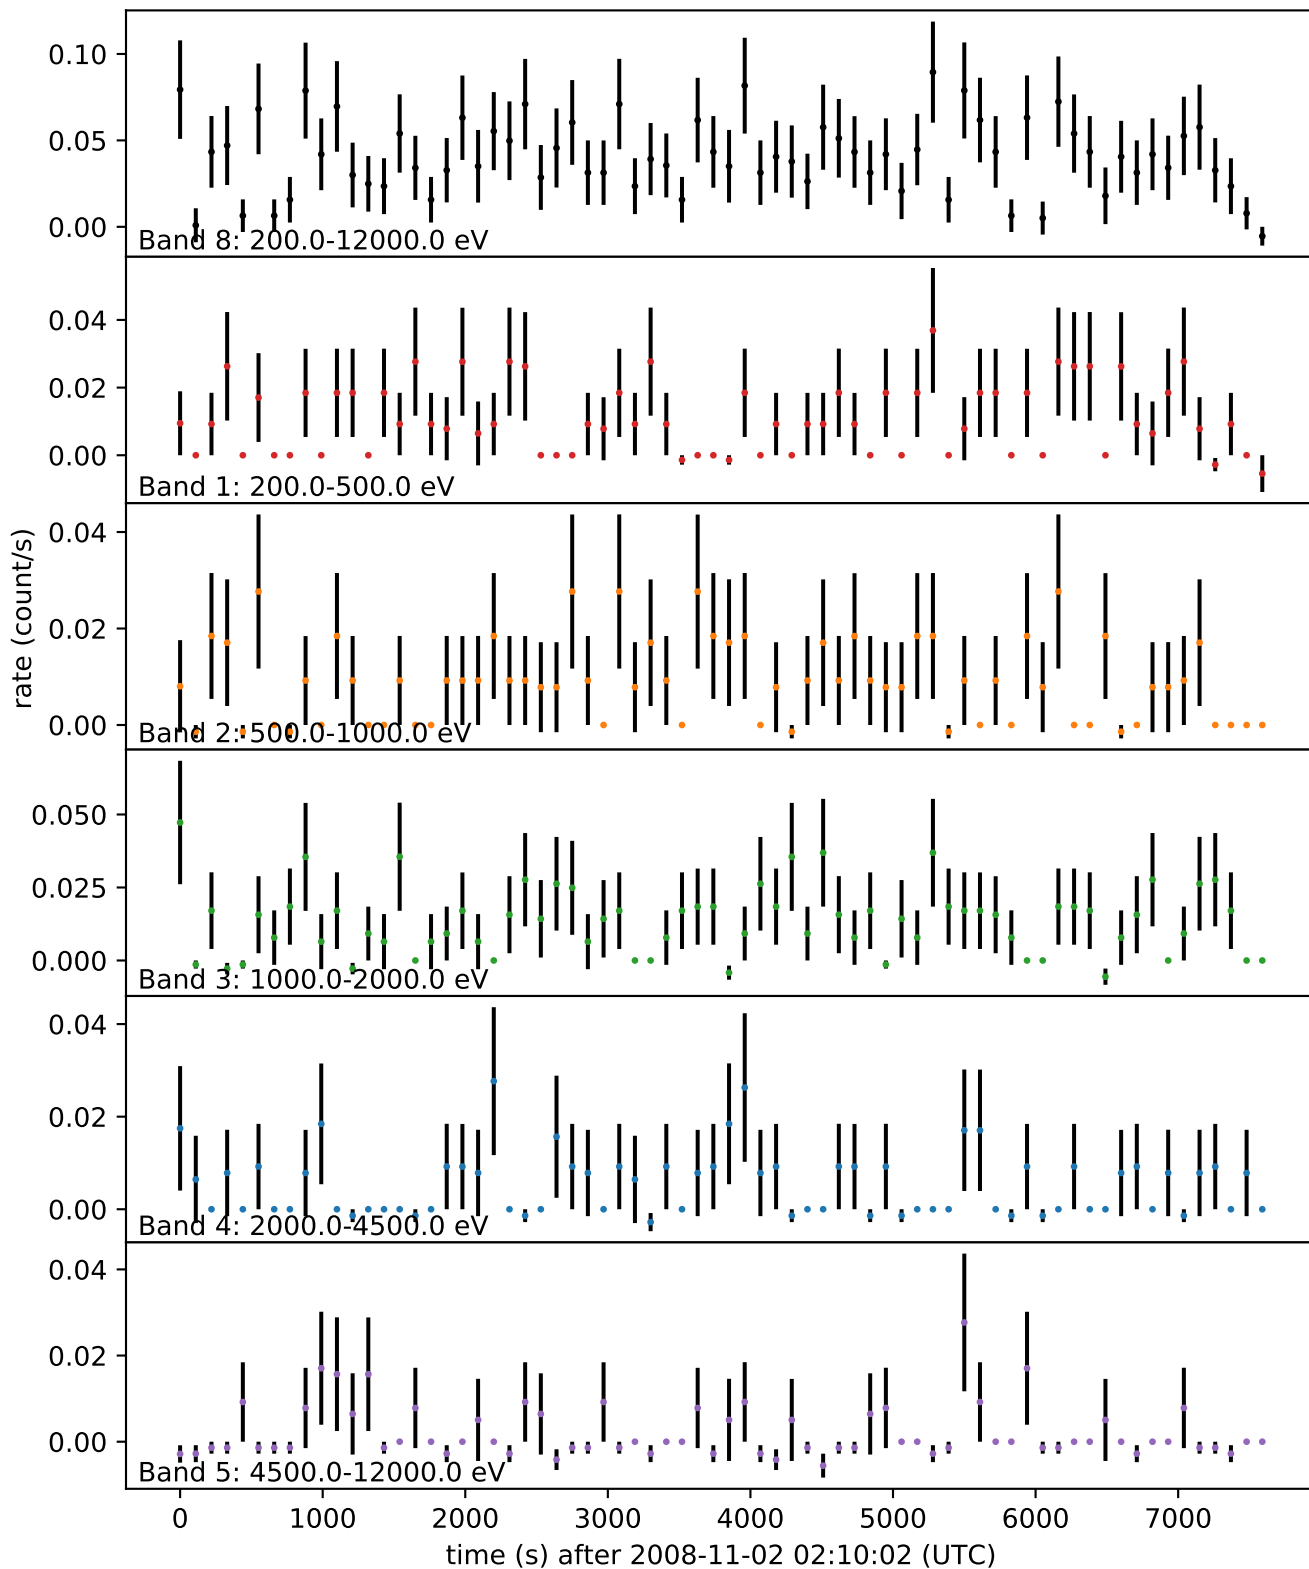 0.10
0.05
0.00
Band 8: 200.0-12000.0 eV
0.04
0.02
0.00
Band 1: 200.0-500.0 eV
rate (count/s)
0.04
0.02
0.00
Band 2: 500.0-1000.0 eV
0.050
0.025
0.000
Band 3: 1000.0-2000.0 eV
0.04
0.02
0.00
Band 4: 2000.0-4500.0 eV
0.04
0.02
0.00
Band 5: 4500.0-12000.0 eV
0 1000 2000 3000 4000 5000 6000 7000
time (s) after 2008-11-02 02:10:02 (UTC)